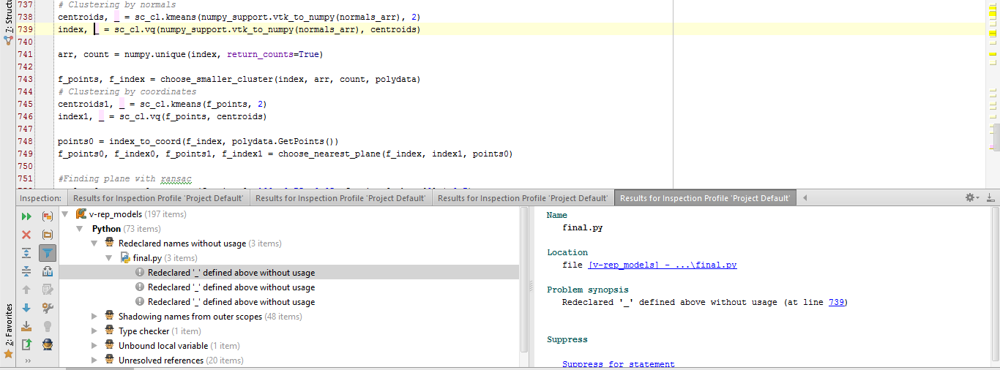 737 # Clustering by normals
738 centroids, _ = sc_cl.kmeans(numpy_support.vtk_to_numpy(normals_arr), 2)
739 index, _ = sc_cl.vq(numpy_support.vtk_to_numpy(normals_arr), centroids)
740
741 arr, count = numpy.unique(index, return_counts=True)
742
743 f_points, f_index = choose_smaller_cluster(index, arr, count, polydata)
744 # Clustering by coordinates
745 centroids1, _ = sc_cl.kmeans(f_points, 2)
746 index1, _ = sc_cl.vq(f_points, centroids)
747
748 points0 = index_to_coord(f_index, polydata.GetPoints())
749 f_points0, f_index0, f_points1, f_index1 = choose_nearest_plane(f_index, index1, points0)
750
751 #Finding plane with ransac
Z: Structu
Inspection: Results for Inspection Profile 'Project Default' Results for Inspection Profile 'Project Default' Results for Inspection Profile 'Project Default' Results for Inspection Profile 'Project Default'
v-rep_models (197 items)
Python (73 items)
Redeclared names without usage (3 items)
final.py (3 items)
Redeclared '_' defined above without usage
Redeclared '_' defined above without usage
Redeclared '_' defined above without usage
Shadowing names from outer scopes (48 items)
Type checker (1 item)
Unbound local variable (1 item)
Unresolved references (20 items)
2: Favorites
Name
final.py
Location
file [v-rep_models] - ...\final.py
Problem synopsis
Redeclared '_' defined above without usage (at line 739)
Suppress
Suppress for statement